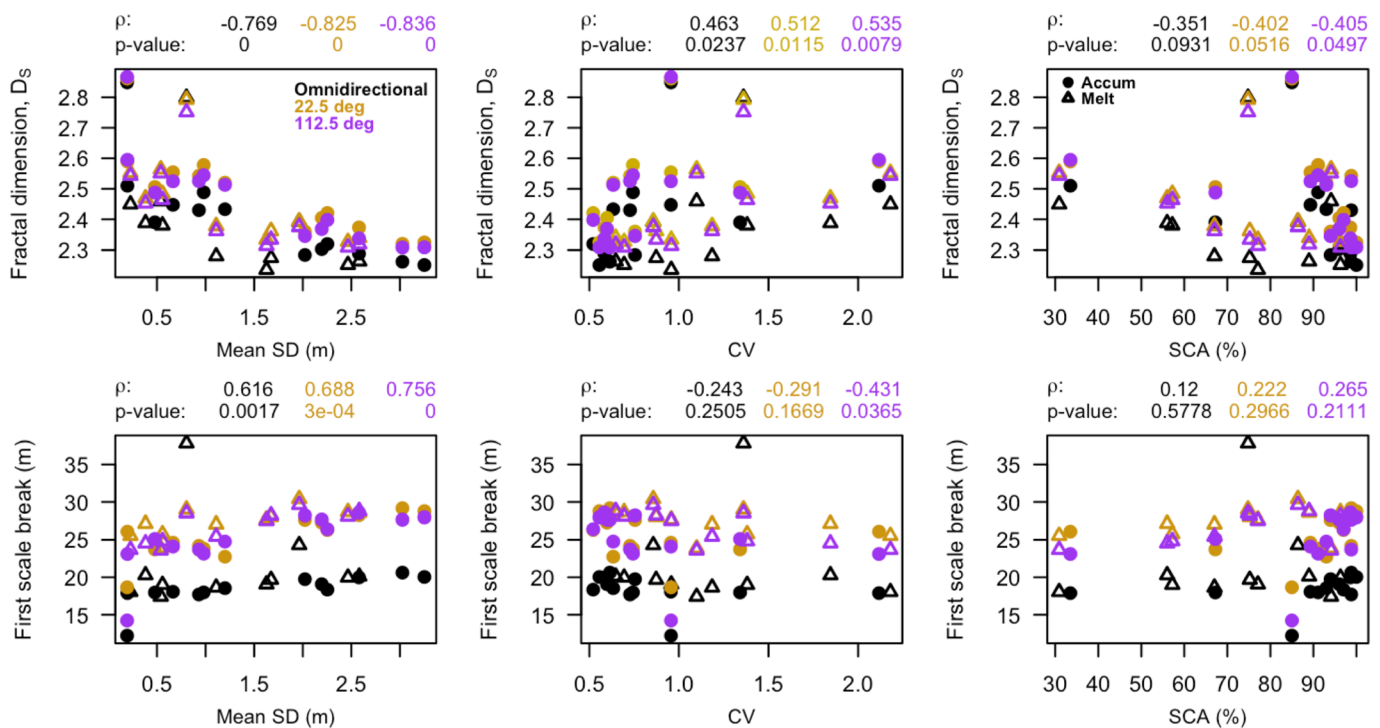 ρ: -0.769 -0.825 -0.836
p-value: 0 0 0
Fractal dimension, DS
2.8
2.7
2.6
2.5
2.4
2.3
Omnidirectional
22.5 deg
112.5 deg
0.5 1.5 2.5
Mean SD (m)
ρ: 0.463 0.512 0.535
p-value: 0.0237 0.0115 0.0079
Fractal dimension, DS
2.8
2.7
2.6
2.5
2.4
2.3
0.5 1.0 1.5 2.0
CV
ρ: -0.351 -0.402 -0.405
p-value: 0.0931 0.0516 0.0497
Fractal dimension, DS
2.8
2.7
2.6
2.5
2.4
2.3
Accum
Melt
30 40 50 60 70 80 90
SCA (%)
ρ: 0.616 0.688 0.756
p-value: 0.0017 3e-04 0
First scale break (m)
35
30
25
20
15
0.5 1.5 2.5
Mean SD (m)
ρ: -0.243 -0.291 -0.431
p-value: 0.2505 0.1669 0.0365
First scale break (m)
35
30
25
20
15
0.5 1.0 1.5 2.0
CV
ρ: 0.12 0.222 0.265
p-value: 0.5778 0.2966 0.2111
First scale break (m)
35
30
25
20
15
30 40 50 60 70 80 90
SCA (%)